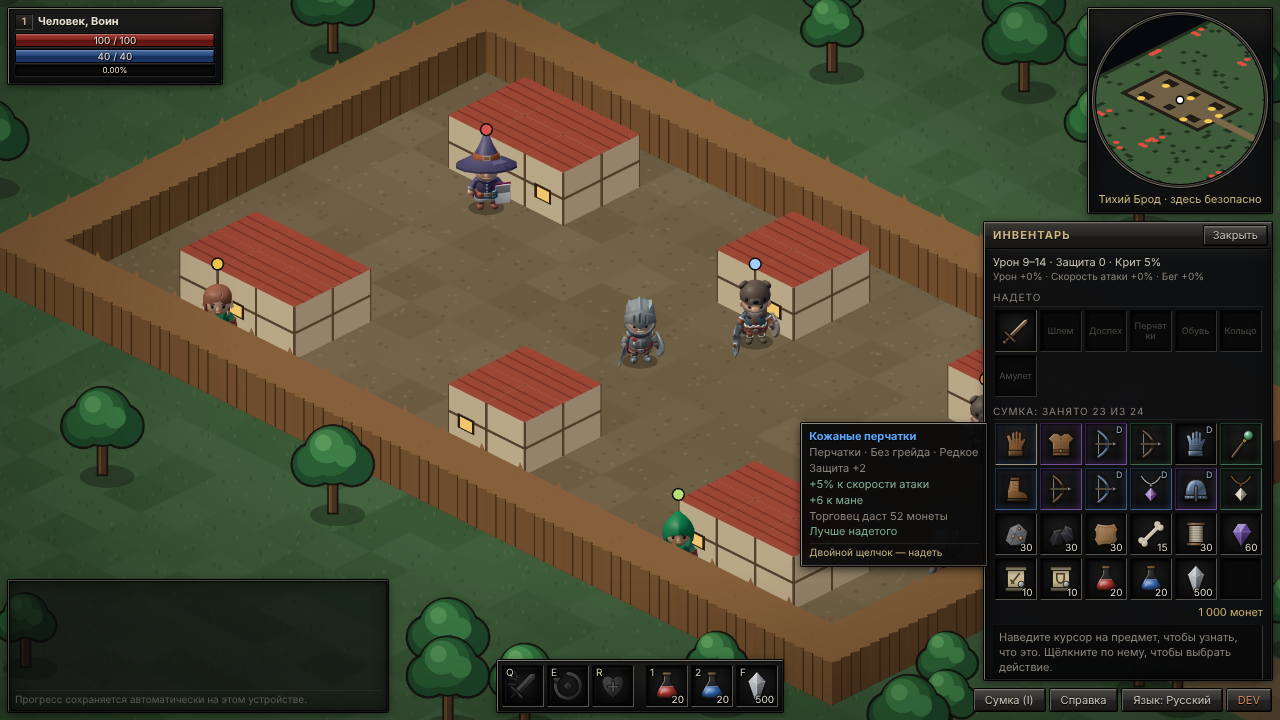 1 Человек, Воин
100 / 100
40 / 40
0.00%
Тихий Брод · здесь безопасно
ИНВЕНТАРЬ
Закрыть
Урон 9–14 · Защита 0 · Крит 5%
Урон +0% · Скорость атаки +0% · Бег +0%
НАДЕТО
Шлем Доспех Перчат Обувь Кольцо
ки
Амулет
СУМКА: ЗАНЯТО 23 ИЗ 24
D D
D D D
30 30 30 15 30 60
10 10 20 20 500
1 000 монет
Наведите курсор на предмет, чтобы узнать,
что это. Щёлкните по нему, чтобы выбрать
действие.
Кожаные перчатки
Перчатки · Без грейда · Редкое
Защита +2
+5% к скорости атаки
+6 к мане
Торговец даст 52 монеты
Лучше надетого
Двойной щелчок — надеть
Прогресс сохраняется автоматически на этом устройстве.
Q E R 1 2 F
20 20 500
Сумка (I) Справка Язык: Русский DEV